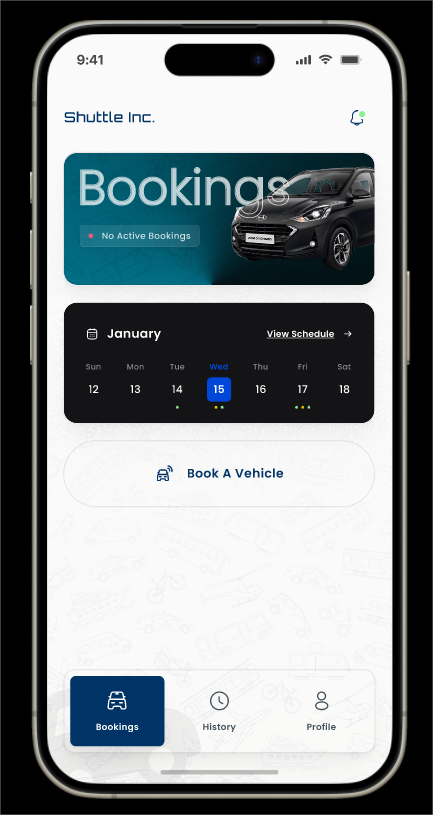 9:41
Shuttle Inc.
Bookings
No Active Bookings
January
View Schedule
Sun Mon Tue Wed Thu Fri Sat
12 13 14 15 16 17 18
Book A Vehicle
Bookings History Profile